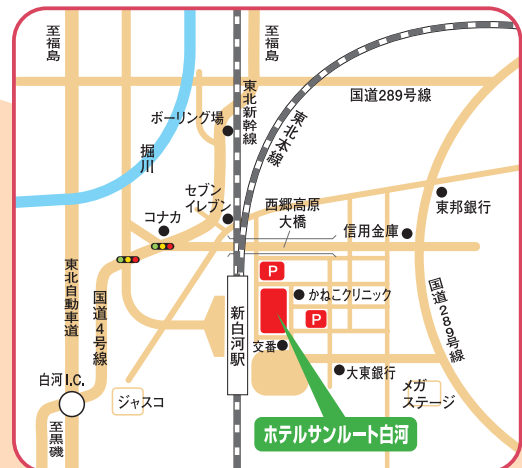 至福島
至福島
国道289号線
東北新幹線
東北本線
ボーリング場
堀川
セブン
イレブン
コナカ
西郷高原
大橋
信用金庫
東邦銀行
P
東北自動車道
国道4号線
新白河駅
かねこクリニック
P
国道289号線
交番
大東銀行
白河I.C.
ジャスコ
メガ
ステージ
至黒磯
ホテルサンルート白河